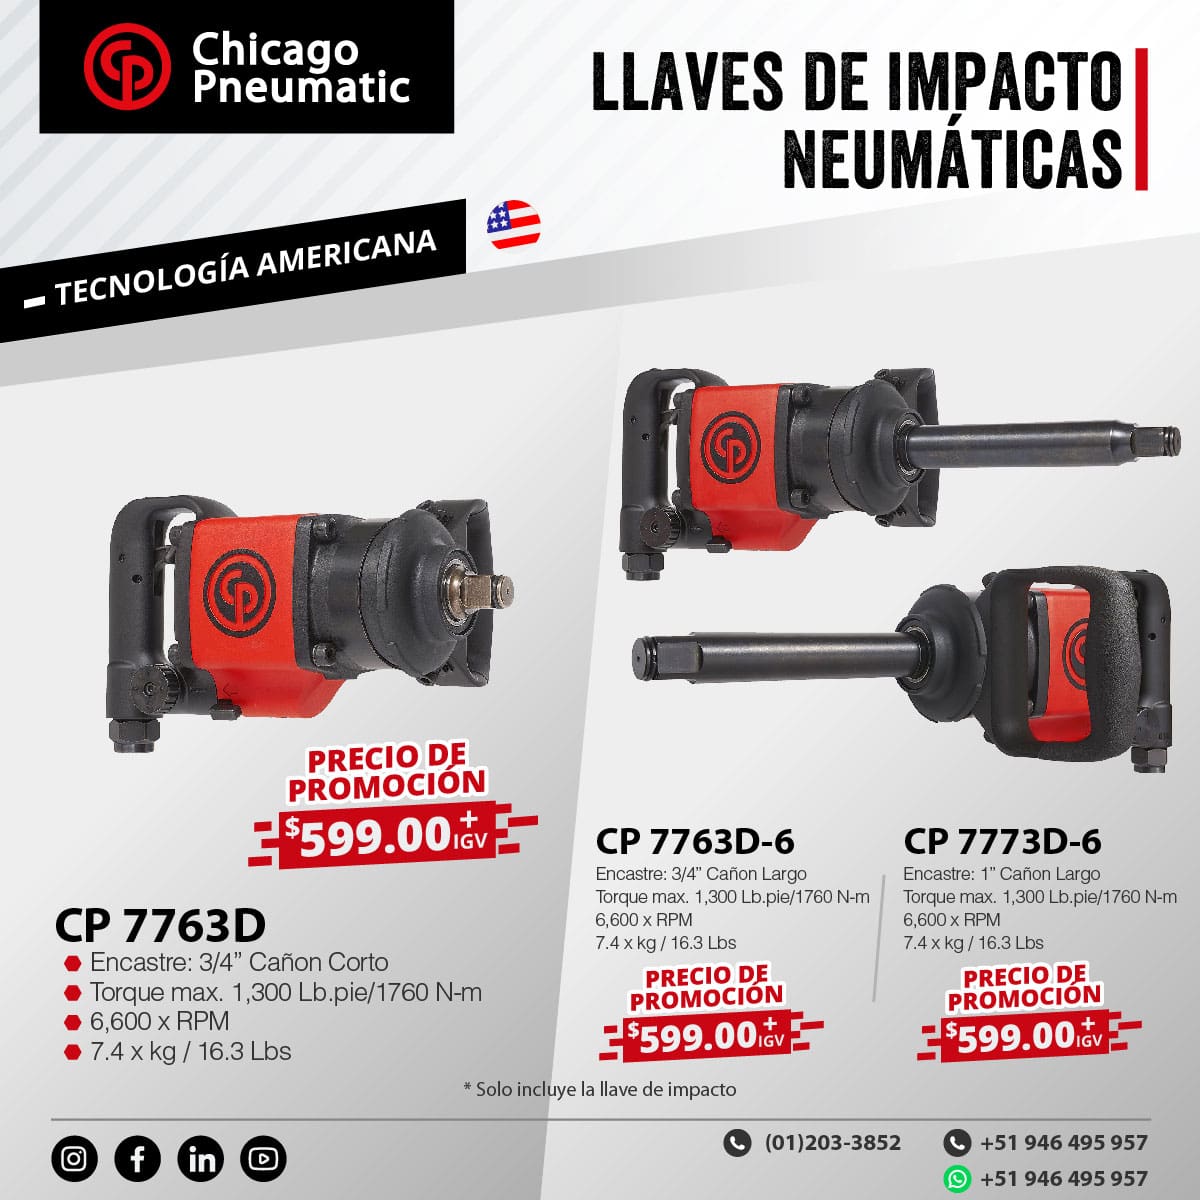 Chicago
Pneumatic
LLAVES DE IMPACTO
NEUMÁTICAS
TECNOLOGÍA AMERICANA
PRECIO DE
PROMOCIÓN
$599.00+
IGV
CP 7763D
Encastre: 3/4” Cañon Corto
Torque max. 1,300 Lb.pie/1760 N-m
6,600 x RPM
7.4 x kg / 16.3 Lbs
CP 7763D-6
Encastre: 3/4” Cañon Largo
Torque max. 1,300 Lb.pie/1760 N-m
6,600 x RPM
7.4 x kg / 16.3 Lbs
PRECIO DE
PROMOCIÓN
$599.00+
IGV
CP 7773D-6
Encastre: 1” Cañon Largo
Torque max. 1,300 Lb.pie/1760 N-m
6,600 x RPM
7.4 x kg / 16.3 Lbs
PRECIO DE
PROMOCIÓN
$599.00+
IGV
* Solo incluye la llave de impacto
(01)203-3852
+51 946 495 957
+51 946 495 957